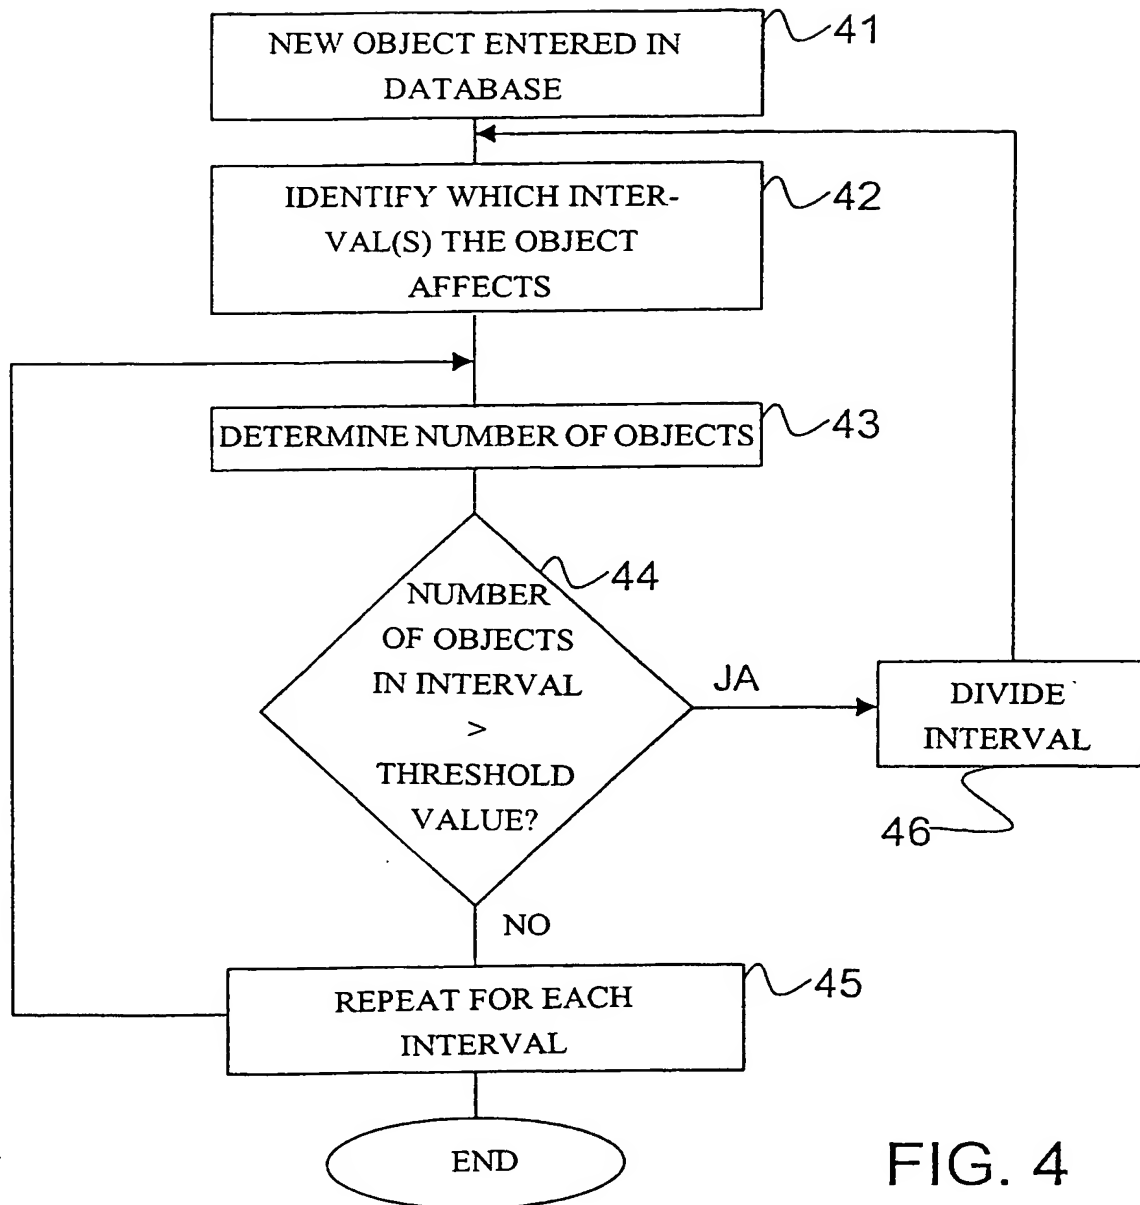 NEW OBJECT ENTERED IN
DATABASE
41
IDENTIFY WHICH INTER-
VAL(S) THE OBJECT
AFFECTS
42
DETERMINE NUMBER OF OBJECTS
43
NUMBER
OF OBJECTS
IN INTERVAL
>
THRESHOLD
VALUE?
44
JA
DIVIDE
INTERVAL
46
NO
REPEAT FOR EACH
INTERVAL
45
END
FIG. 4